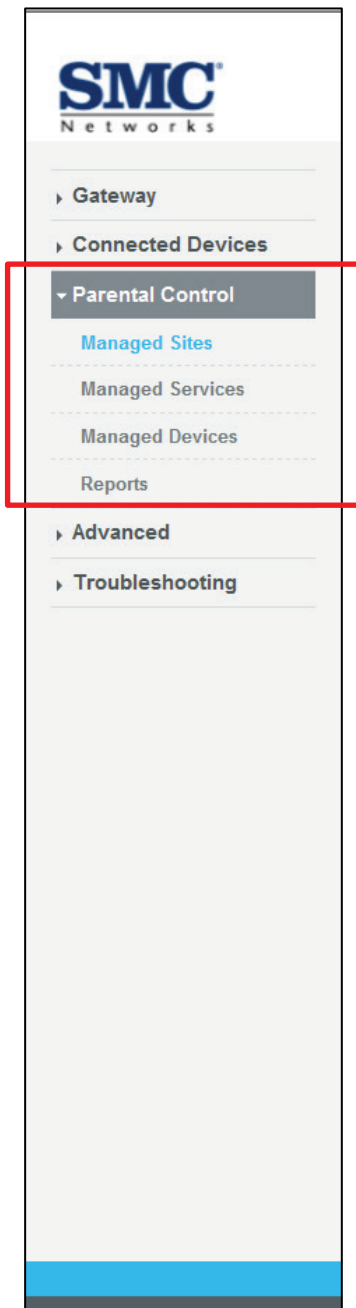 SMC
Networks
Gateway
Connected Devices
Parental Control
Managed Sites
Managed Services
Managed Devices
Reports
Advanced
Troubleshooting